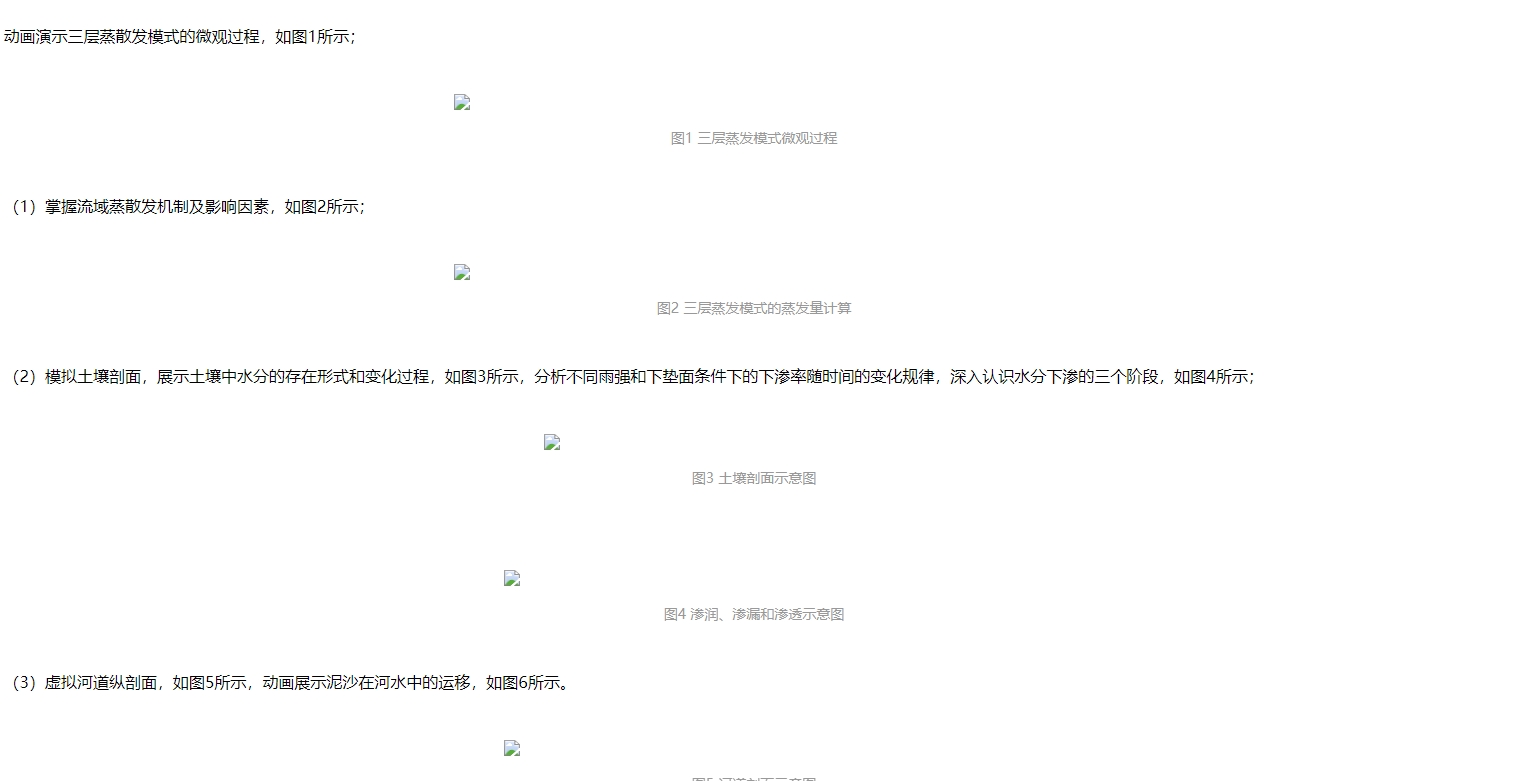 动画演示三层蒸散发模式的微观过程，如图1所示；
图1 三层蒸发模式微观过程
（1）掌握流域蒸散发机制及影响因素，如图2所示；
图2 三层蒸发模式的蒸发量计算
（2）模拟土壤剖面，展示土壤中水分的存在形式和变化过程，如图3所示，分析不同雨强和下垫面条件下的下渗率随时间的变化规律，深入认识水分下渗的三个阶段，如图4所示；
图3 土壤剖面示意图
图4 渗润、渗漏和渗透示意图
（3）虚拟河道纵剖面，如图5所示，动画展示泥沙在河水中的运移，如图6所示。
图5 河道剖面示意图